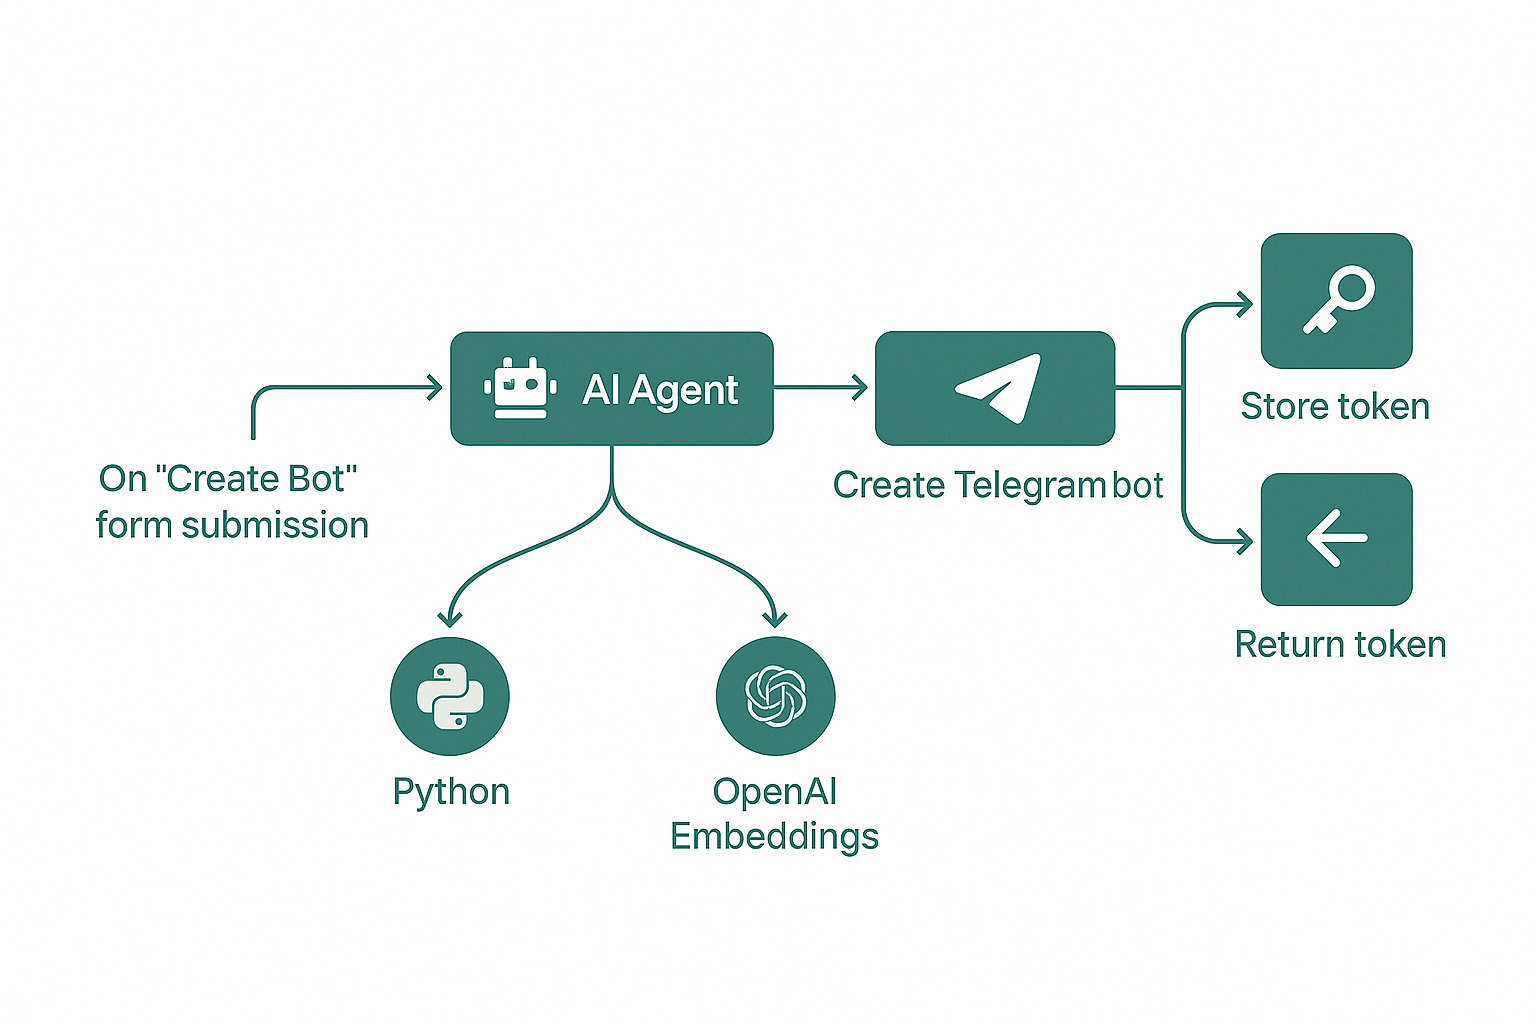 On "Create Bot"
form submission
AI Agent
Create Telegram bot
Store token
Return token
Python
OpenAI
Embeddings